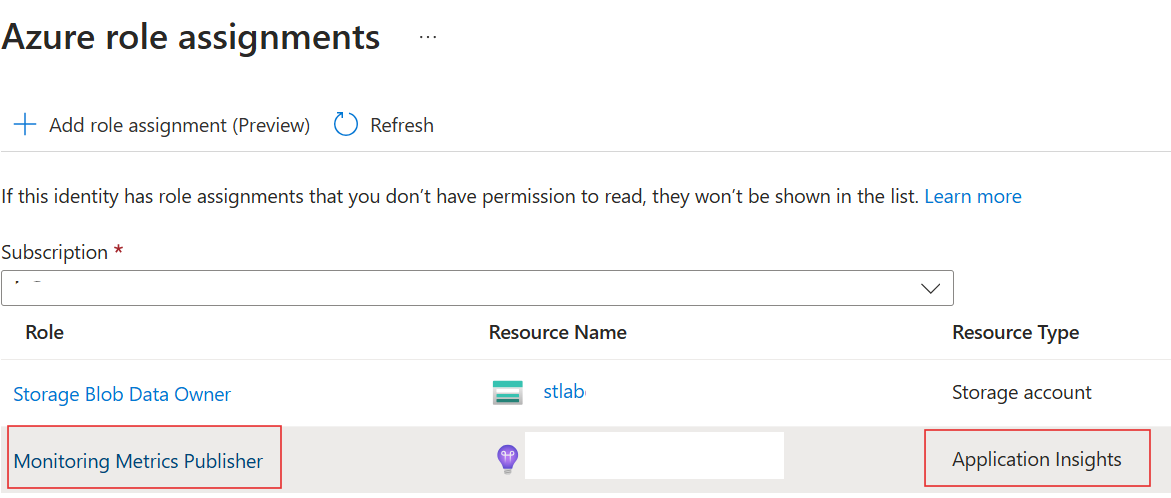 Azure role assignments ...
Add role assignment (Preview) Refresh
If this identity has role assignments that you don't have permission to read, they won't be shown in the list. Learn more
Subscription *
Role Resource Name Resource Type
Storage Blob Data Owner stlab Storage account
Monitoring Metrics Publisher Application Insights